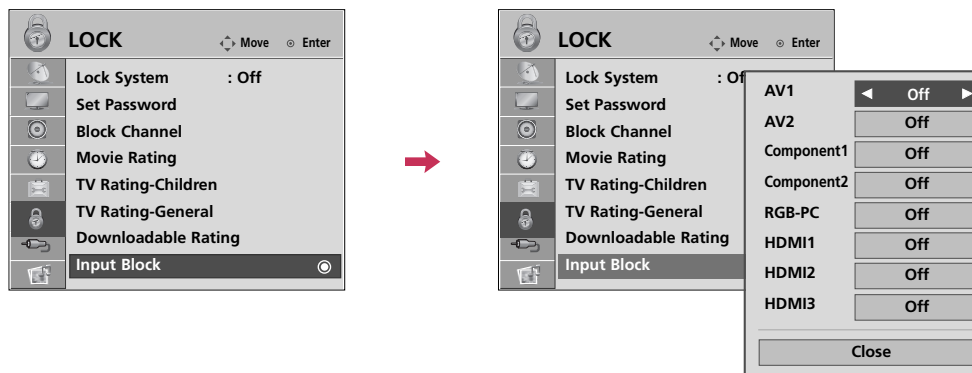 LOCK Move Enter
Lock System : Off
Set Password
Block Channel
Movie Rating
TV Rating-Children
TV Rating-General
Downloadable Rating
Input Block
LOCK Move Enter
Lock System : Of
Set Password
Block Channel
Movie Rating
TV Rating-Children
TV Rating-General
Downloadable Rating
Input Block
AV1 Off
AV2 Off
Component1 Off
Component2 Off
RGB-PC Off
HDMI1 Off
HDMI2 Off
HDMI3 Off
Close